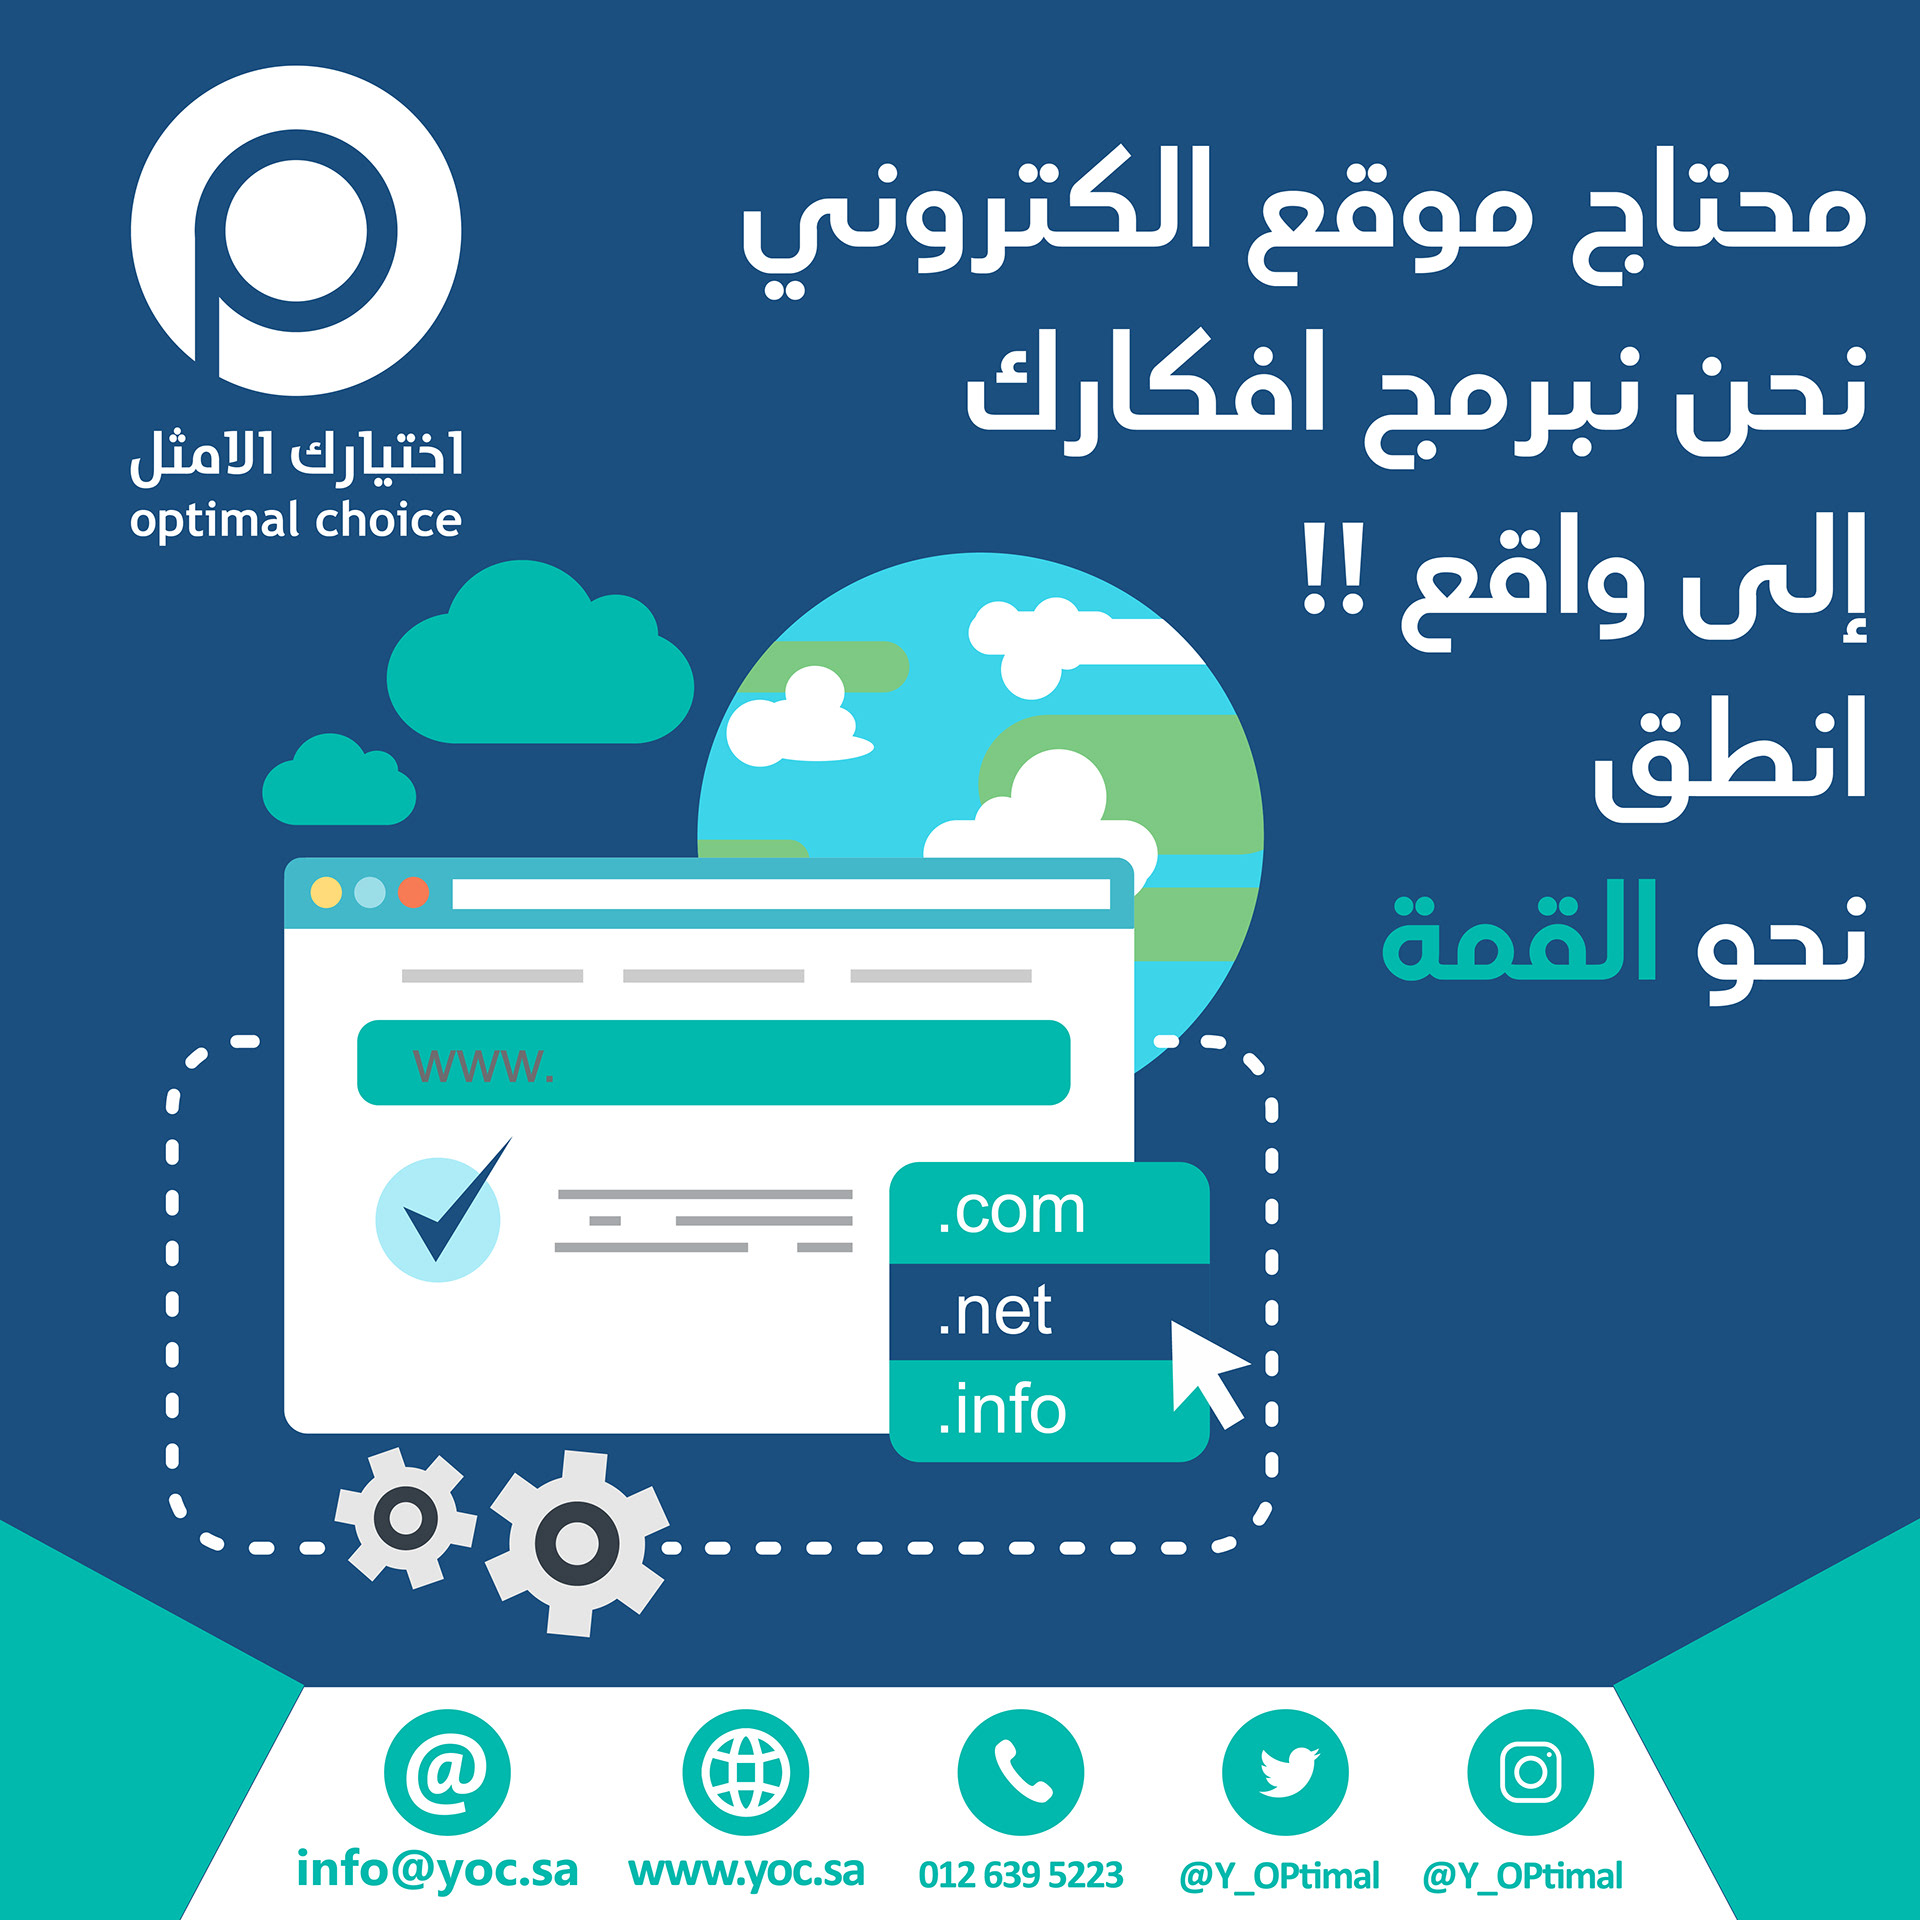 محتاج موقع الكتروني
نحن نبرمج افكارك
إلى واقع !!
انطق
نحو القمة
اختيارك الامثل
optimal choice
www.
.com
.net
.info
info@yoc.sa
www.yoc.sa
012 639 5223
@Y_OPtimal
@Y_OPtimal